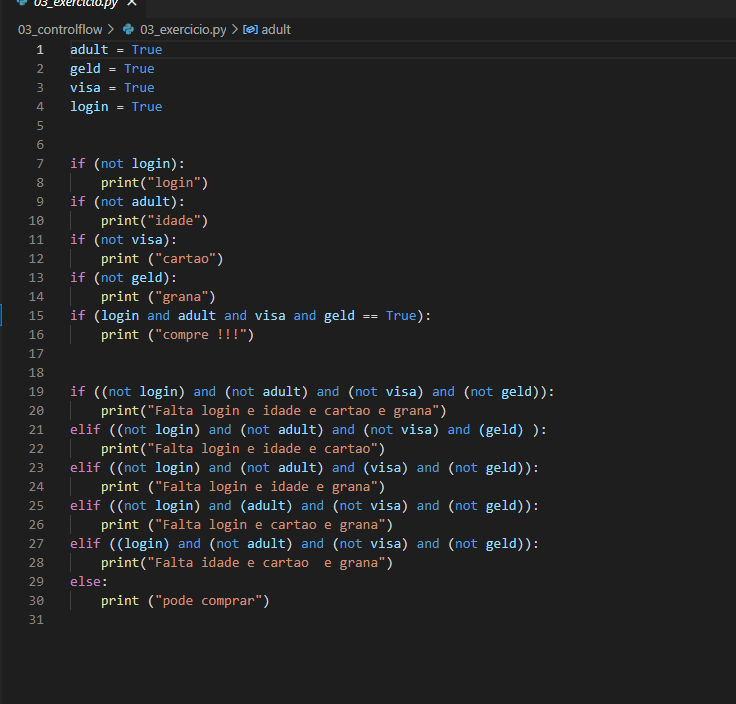 03_exercicio.py
03_controlflow > 03_exercicio.py > adult
1 adult = True
2 geld = True
3 visa = True
4 login = True
5
6
7 if (not login):
8     print("login")
9 if (not adult):
10     print("idade")
11 if (not visa):
12     print ("cartao")
13 if (not geld):
14     print ("grana")
15 if (login and adult and visa and geld == True):
16     print ("compre !!!")
17
18
19 if ((not login) and (not adult) and (not visa) and (not geld)):
20     print("Falta login e idade e cartao e grana")
21 elif ((not login) and (not adult) and (not visa) and (geld) ):
22     print("Falta login e idade e cartao")
23 elif ((not login) and (not adult) and (visa) and (not geld)):
24     print ("Falta login e idade e grana")
25 elif ((not login) and (adult) and (not visa) and (not geld)):
26     print ("Falta login e cartao e grana")
27 elif ((login) and (not adult) and (not visa) and (not geld)):
28     print("Falta idade e cartao  e grana")
29 else:
30     print ("pode comprar")
31